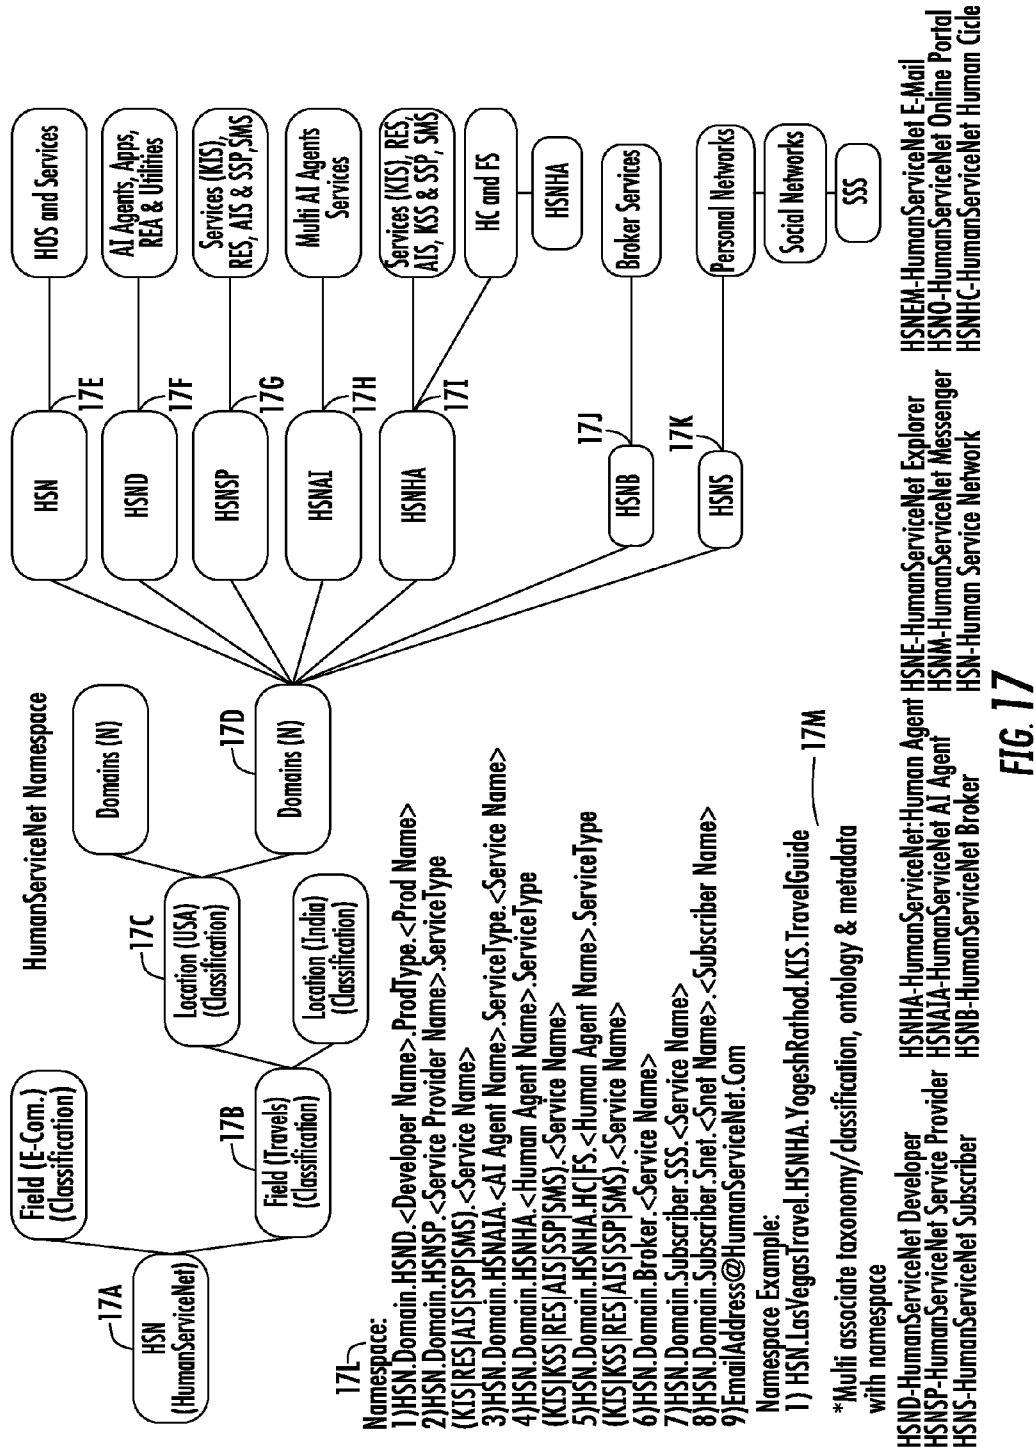 HumanServiceNet Namespace
17A
HSN
(HumanServiceNet)
Field (E-Com.)
(Classification)
17B
Field (Travels)
(Classification)
17C
Location (USA)
(Classification)
Location (India)
(Classification)
Domains (N)
17D
Domains (N)
HSN
17E
HOS and Services
HSND
17F
AI Agents, Apps,
REA & Utilities
HSNSP
17G
Services (KIS),
RES, AIS & SSP,SMS
HSNAI
17H
Multi AI Agents
Services
HSNHA
17I
Services (KIS), RES,
AIS, KSS & SSP, SMS
HC and FS
HSNHA
HSNB
17J
Broker Services
HSNS
17K
Personal Networks
Social Networks
SSS
17L
Namespace:
1)HSN.Domain.HSND.<Developer Name>.ProdType.<Prod Name>
2)HSN.Domain.HSNSP.<Service Provider Name>.ServiceType
(KIS|RES|AIS|SSP|SMS).<Service Name>
3)HSN.Domain.HSNAIA.<AI Agent Name>.ServiceType.<Service Name>
4)HSN.Domain.HSNHA.<Human Agent Name>.ServiceType
(KIS|KSS|RES|AIS|SSP|SMS).<Service Name>
5)HSN.Domain.HSNHA.HC|FS.<Human Agent Name>.ServiceType
(KIS|KSS|RES|AIS|SSP|SMS).<Service Name>
6)HSN.Domain.Broker.<Service Name>
7)HSN.Domain.Subscriber.SSS.<Service Name>
8)HSN.Domain.Subscriber.Snet.<Snet Name>.<Subscriber Name>
9)EmailAddress@HumanServiceNet.Com
Namespace Example:
1) HSN.LasVegasTravel.HSNHA.YogeshRathod.KIS.TravelGuide
17M
*Multi associate taxonomy/classification, ontology & metadata
with namespace
HSND-HumanServiceNet Developer
HSNSP-HumanServiceNet Service Provider
HSNS-HumanServiceNet Subscriber
HSNHA-HumanServiceNet:Human Agent
HSNAIA-HumanServiceNet AI Agent
HSNB-HumanServiceNet Broker
HSNE-HumanServiceNet Explorer
HSNM-HumanServiceNet Messenger
HSN-Human Service Network
HSNEM-HumanServiceNet E-Mail
HSNO-HumanServiceNet Online Portal
HSNHC-HumanServiceNet Human Cicle
FIG. 17